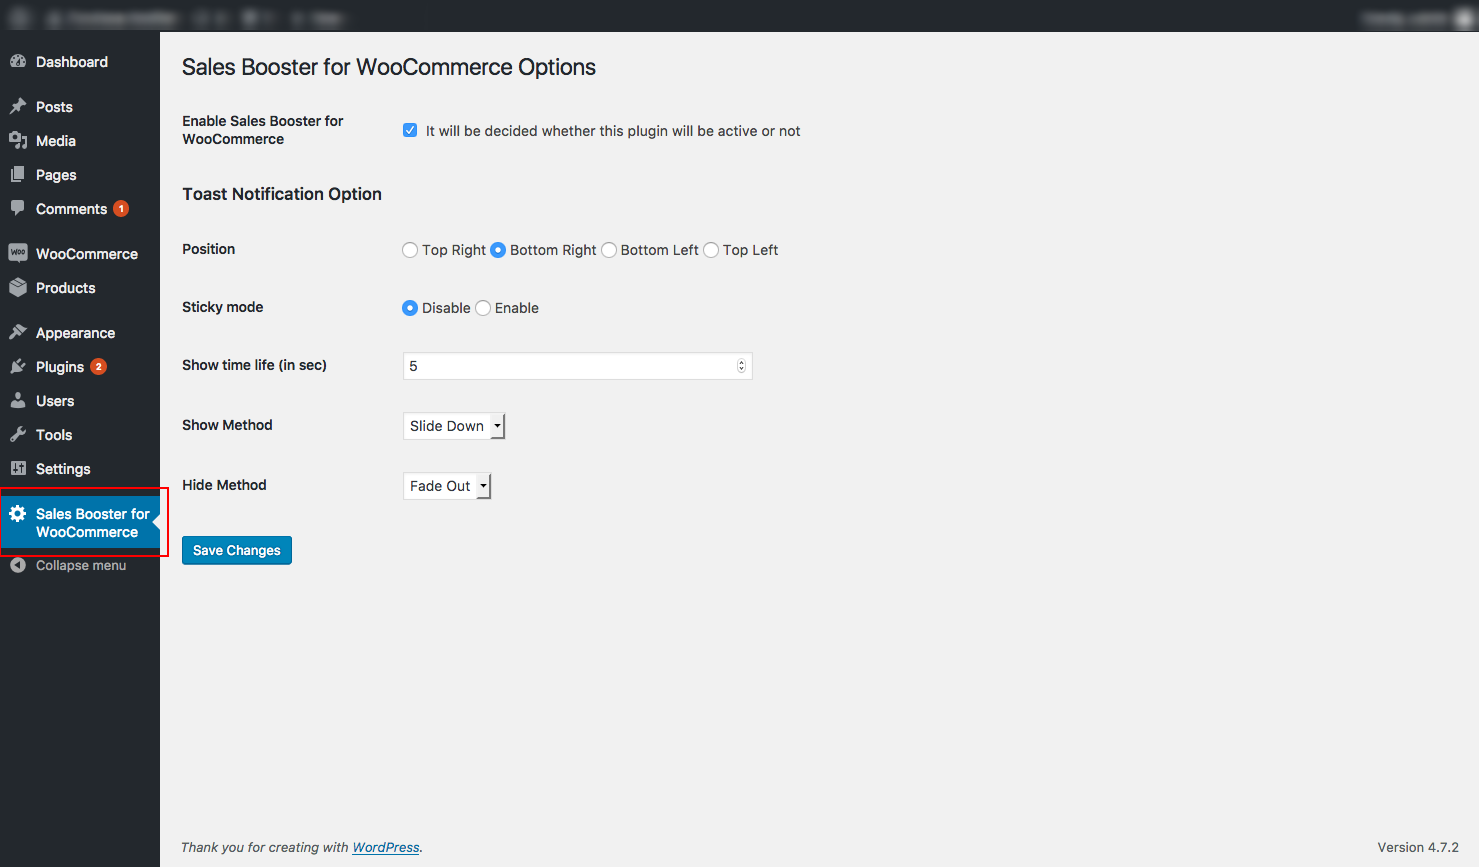 Dashboard
Posts
Media
Pages
Comments 1
Woo WooCommerce
Products
Appearance
Plugins 2
Users
Tools
Settings
Sales Booster for
WooCommerce
Collapse menu
Sales Booster for WooCommerce Options
Enable Sales Booster for
WooCommerce
It will be decided whether this plugin will be active or not
Toast Notification Option
Position
Top Right Bottom Right Bottom Left Top Left
Sticky mode
Disable Enable
Show time life (in sec)
5
Show Method
Slide Down
Hide Method
Fade Out
Save Changes
Thank you for creating with WordPress.
Version 4.7.2